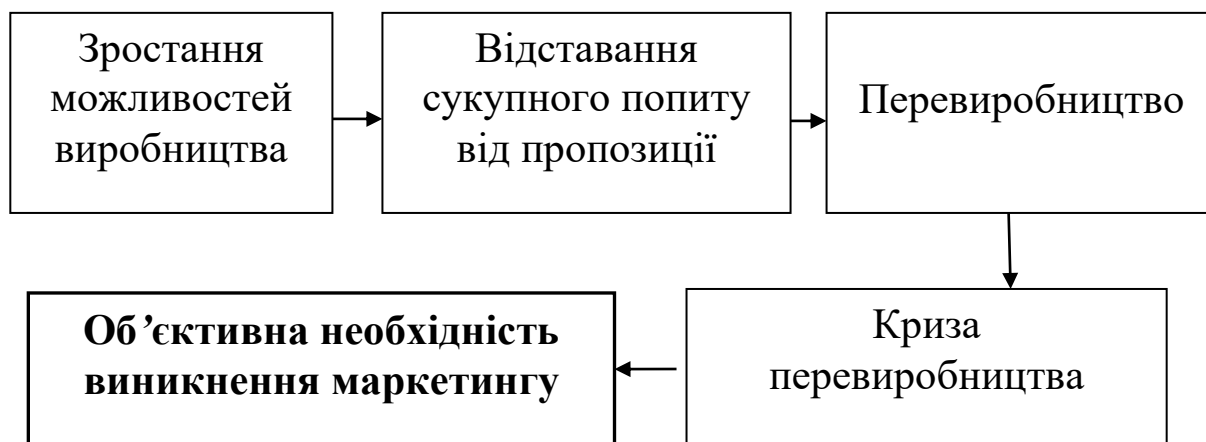 Зростання
можливостей
виробництва
Відставання
сукупного попиту
від пропозиції
Перевиробництво
Криза
перевиробництва
Об’єктивна необхідність
виникнення маркетингу